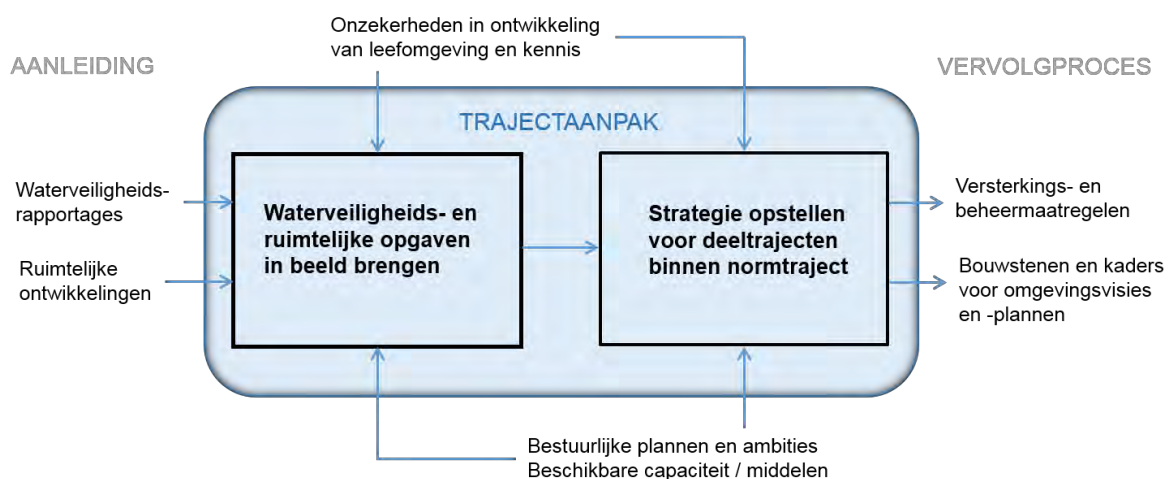 Onzekerheden in ontwikkeling
van leefomgeving en kennis
AANLEIDING
VERVOLGPROCES
TRAJECTAANPAK
Waterveiligheids-
rapportages
Ruimtelijke
ontwikkelingen
Waterveiligheids- en
ruimtelijke opgaven
in beeld brengen
Strategie opstellen
voor deeltrajecten
binnen normtraject
Versterkings- en
beheermaatregelen
Bouwstenen en kaders
voor omgevingsvisies
en -plannen
Bestuurlijke plannen en ambities
Beschikbare capaciteit / middelen